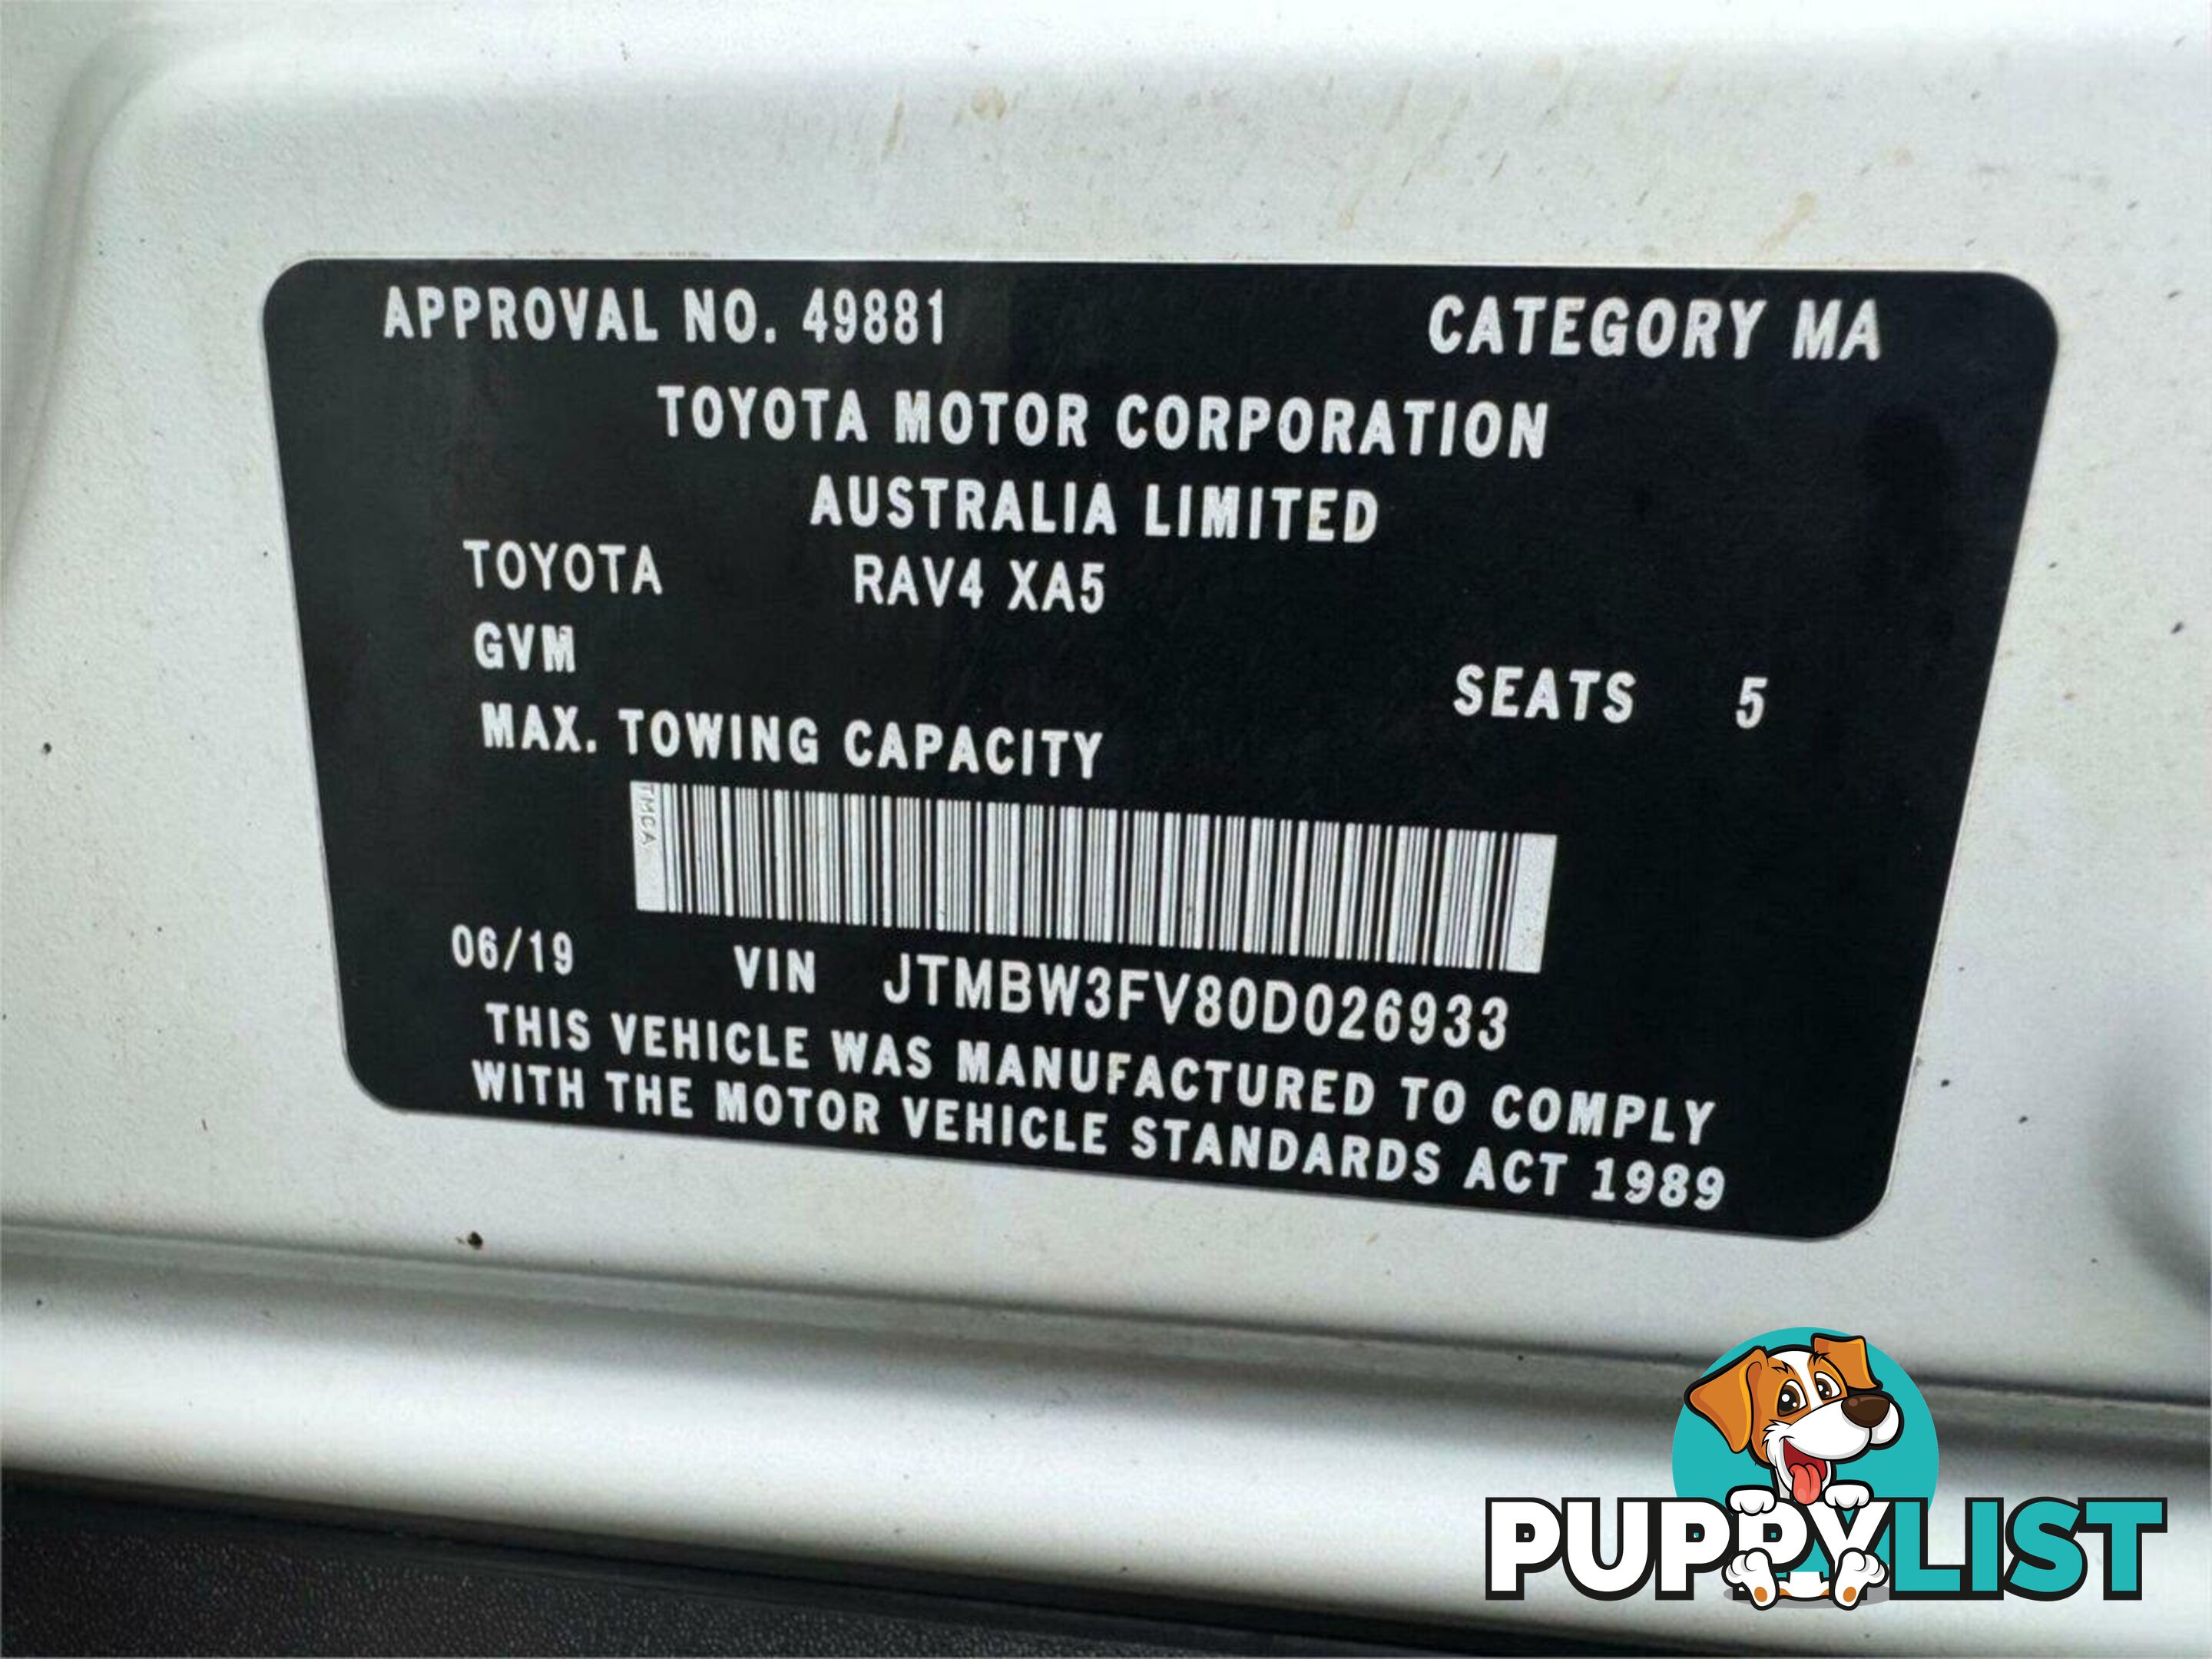 APPROVAL NO. 49881 CATEGORY MA
TOYOTA MOTOR CORPORATION
AUSTRALIA LIMITED
TOYOTA RAV4 XA5
GVM
SEATS 5
MAX. TOWING CAPACITY
TMCA
06/19 VIN JTMBW3FV80D026933
THIS VEHICLE WAS MANUFACTURED TO COMPLY
WITH THE MOTOR VEHICLE STANDARDS ACT 1989
PUPPYLIST